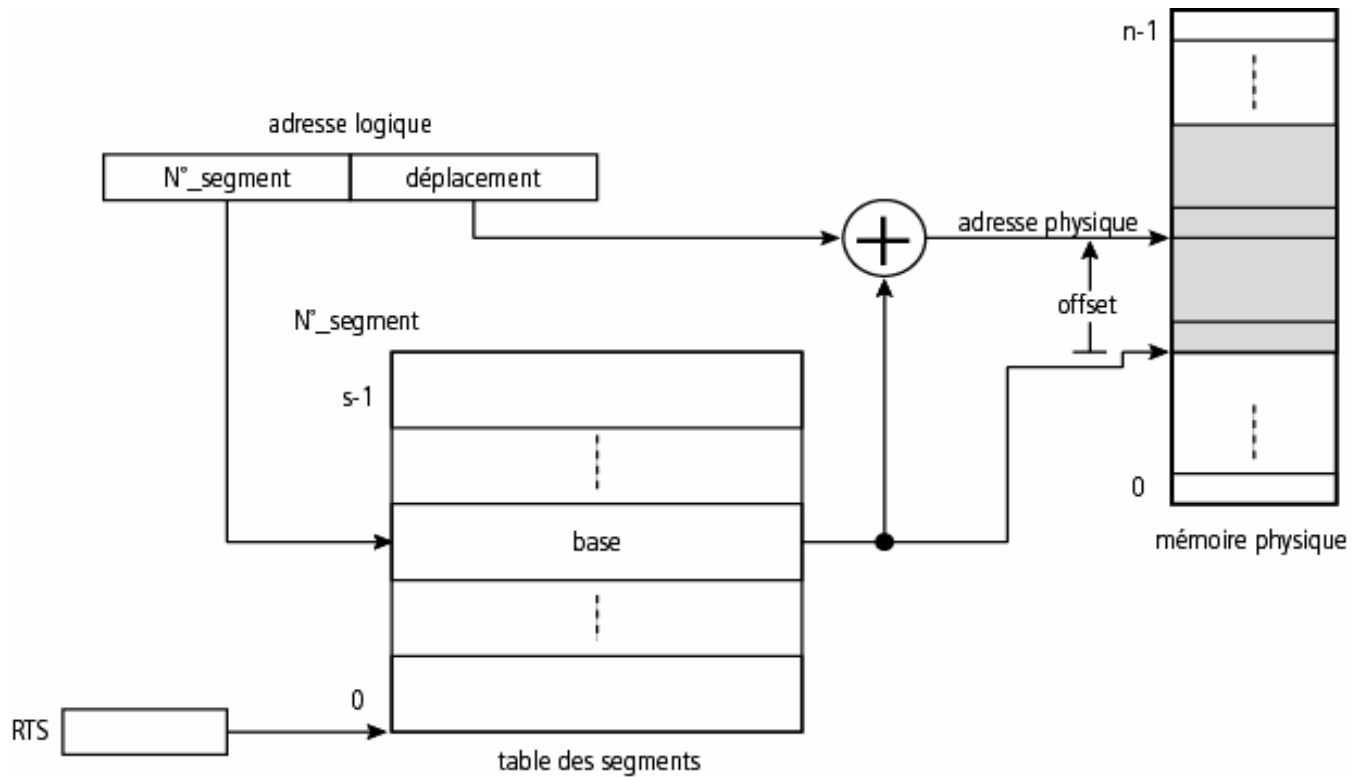 n-1
adresse logique
N°_segment
déplacement
adresse physique
offset
N°_segment
s-1
0
base
mémoire physique
0
RTS
table des segments